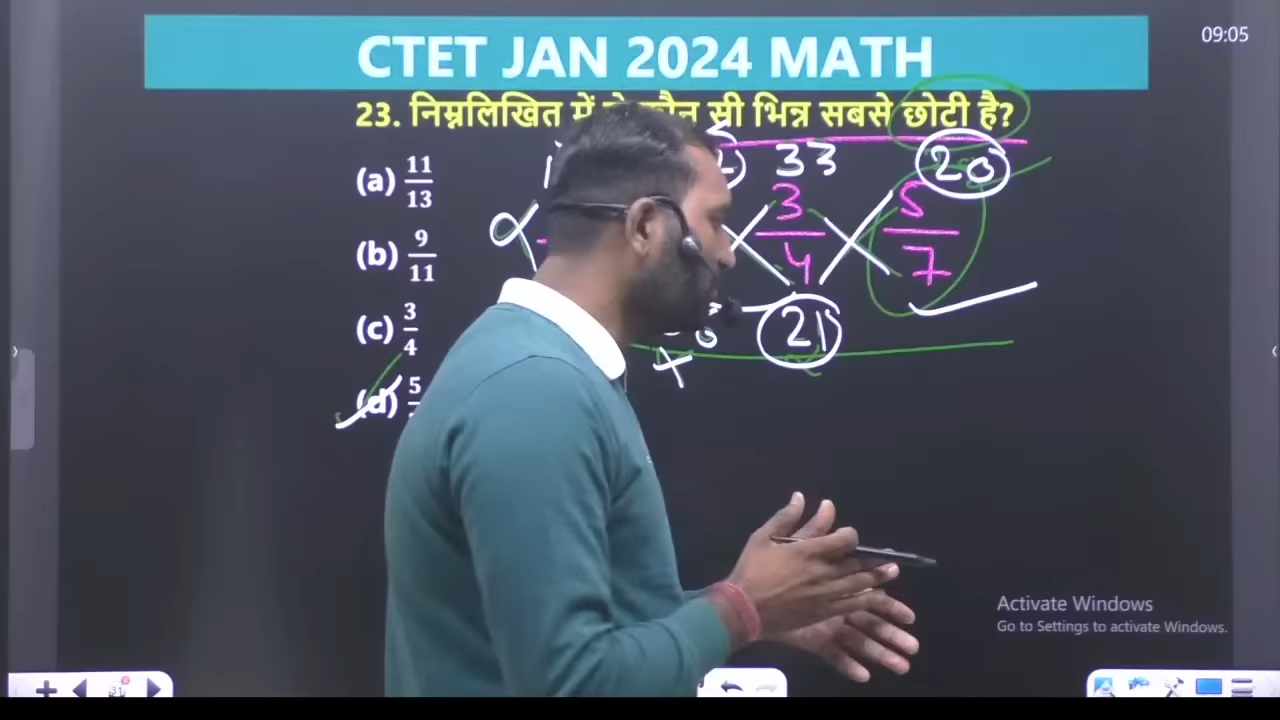 09:05
CTET JAN 2024 MATH
23. निम्नलिखित में कौन सी भिन्न सबसे छोटी है?
33 20
(a) 11/13
3/4 5/7
(b) 9/11
(c) 3/4
21
(d) 5
Activate Windows
Go to Settings to activate Windows.